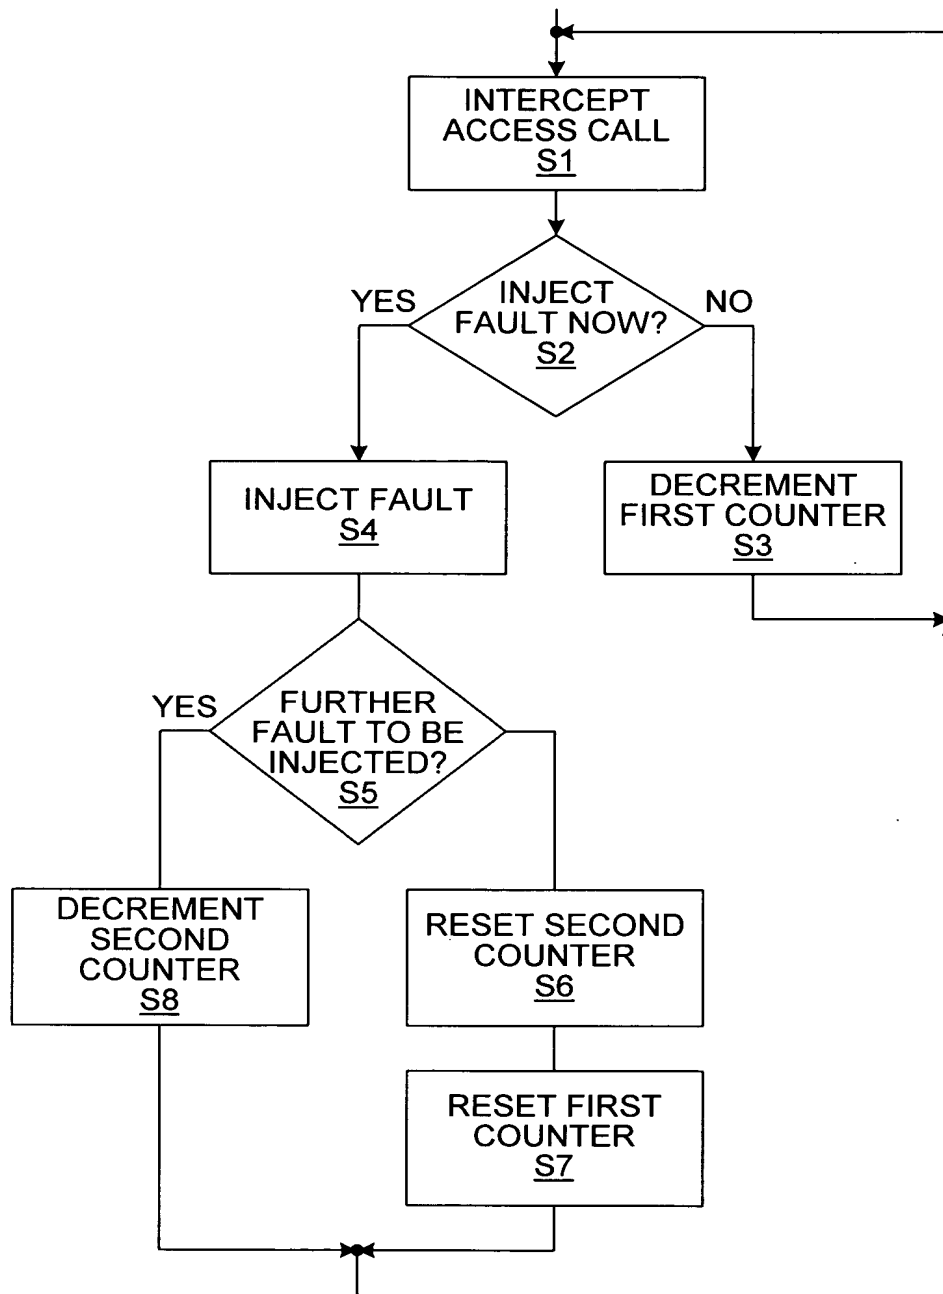 INTERCEPT
ACCESS CALL
S1
YES
INJECT
FAULT NOW?
S2
NO
INJECT FAULT
S4
DECREMENT
FIRST COUNTER
S3
YES
FURTHER
FAULT TO BE
INJECTED?
S5
DECREMENT
SECOND
COUNTER
S8
RESET SECOND
COUNTER
S6
RESET FIRST
COUNTER
S7